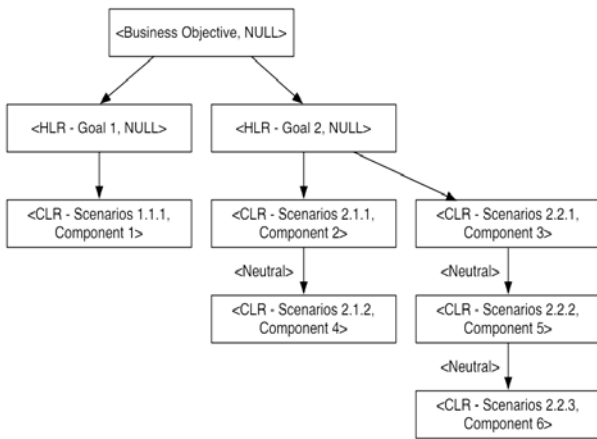 <Business Objective, NULL>
<HLR - Goal 1, NULL>
<HLR - Goal 2, NULL>
<CLR - Scenarios 1.1.1,
Component 1>
<CLR - Scenarios 2.1.1,
Component 2>
<CLR - Scenarios 2.2.1,
Component 3>
<Neutral>
<Neutral>
<CLR - Scenarios 2.1.2,
Component 4>
<CLR - Scenarios 2.2.2,
Component 5>
<Neutral>
<CLR - Scenarios 2.2.3,
Component 6>